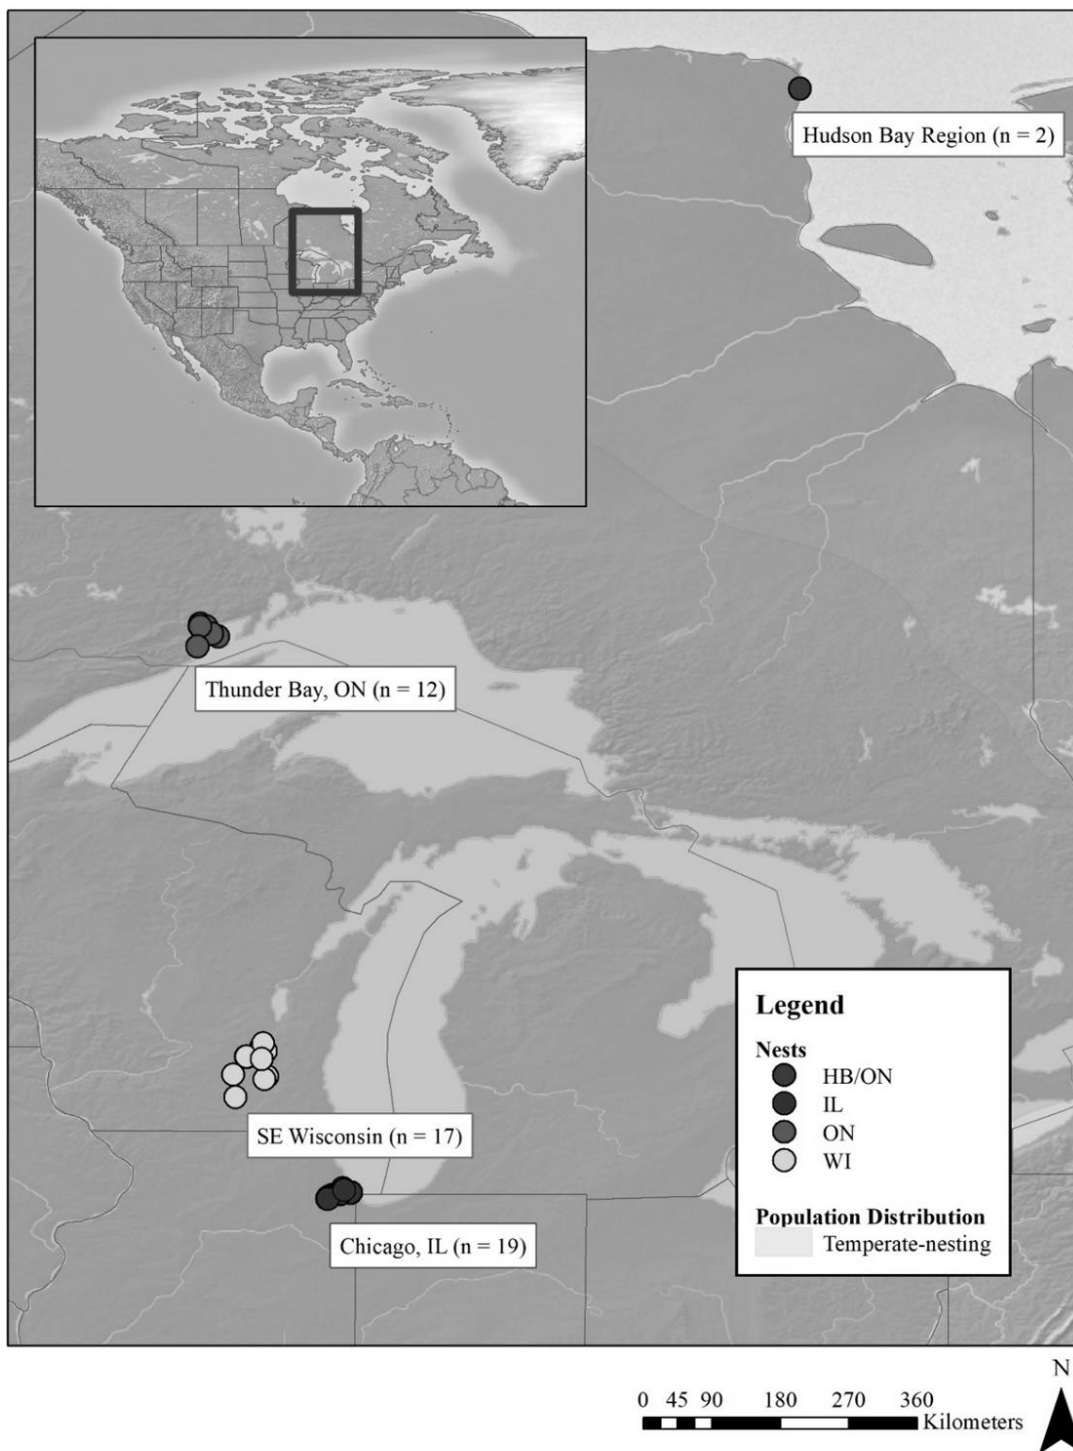 Hudson Bay Region (n = 2)
Thunder Bay, ON (n = 12)
SE Wisconsin (n = 17)
Chicago, IL (n = 19)
Legend
Nests
HB/ON
IL
ON
WI
Population Distribution
Temperate-nesting
N
0 45 90 180 270 360
Kilometers